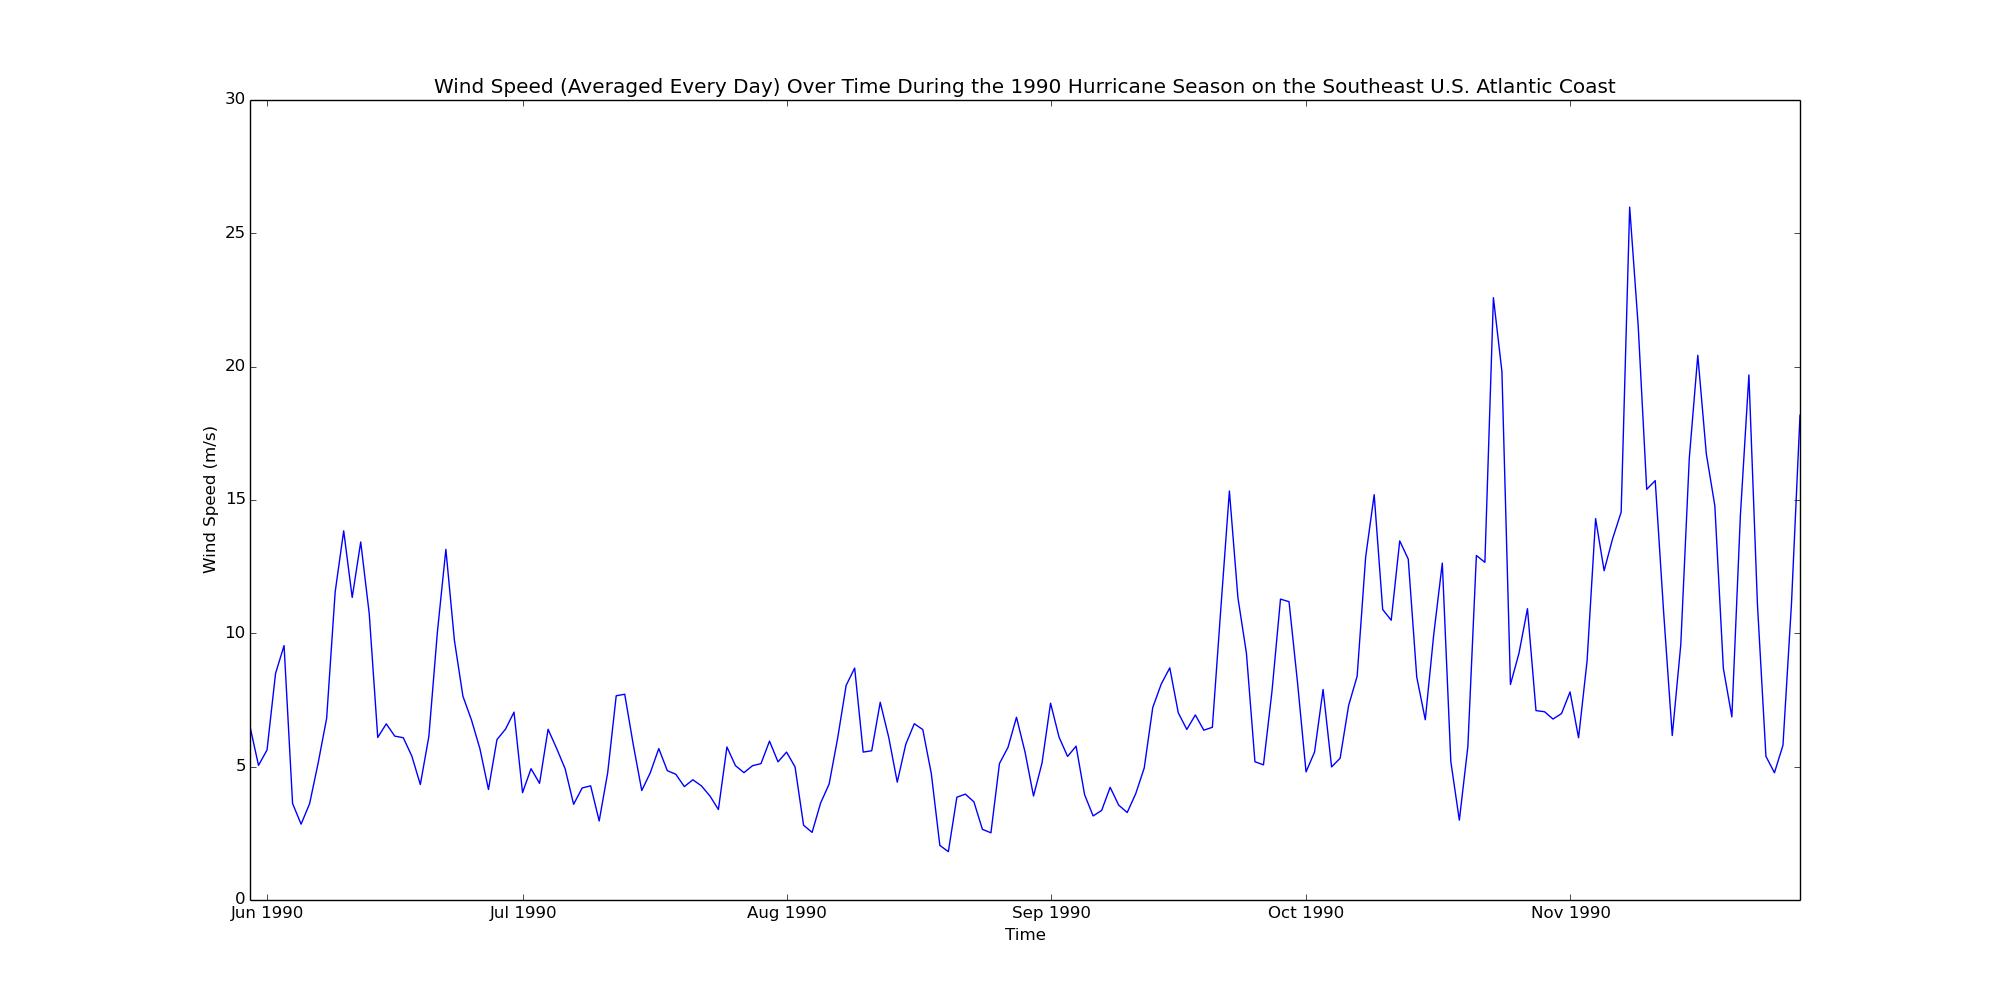 Wind Speed (Averaged Every Day) Over Time During the 1990 Hurricane Season on the Southeast U.S. Atlantic Coast
30
25
20
15
10
5
0
Wind Speed (m/s)
Jun 1990 Jul 1990 Aug 1990 Sep 1990 Oct 1990 Nov 1990
Time